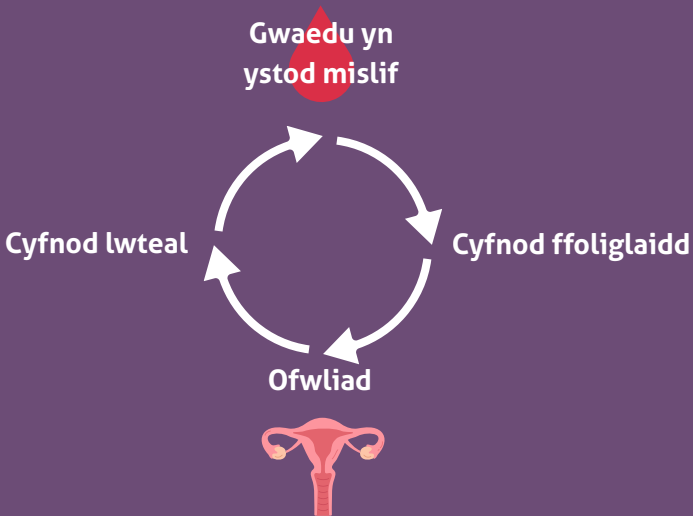 Gwaedu yn
ystod mislif
Cyfnod lwteal
Cyfnod ffoliglaidd
Ofwliad